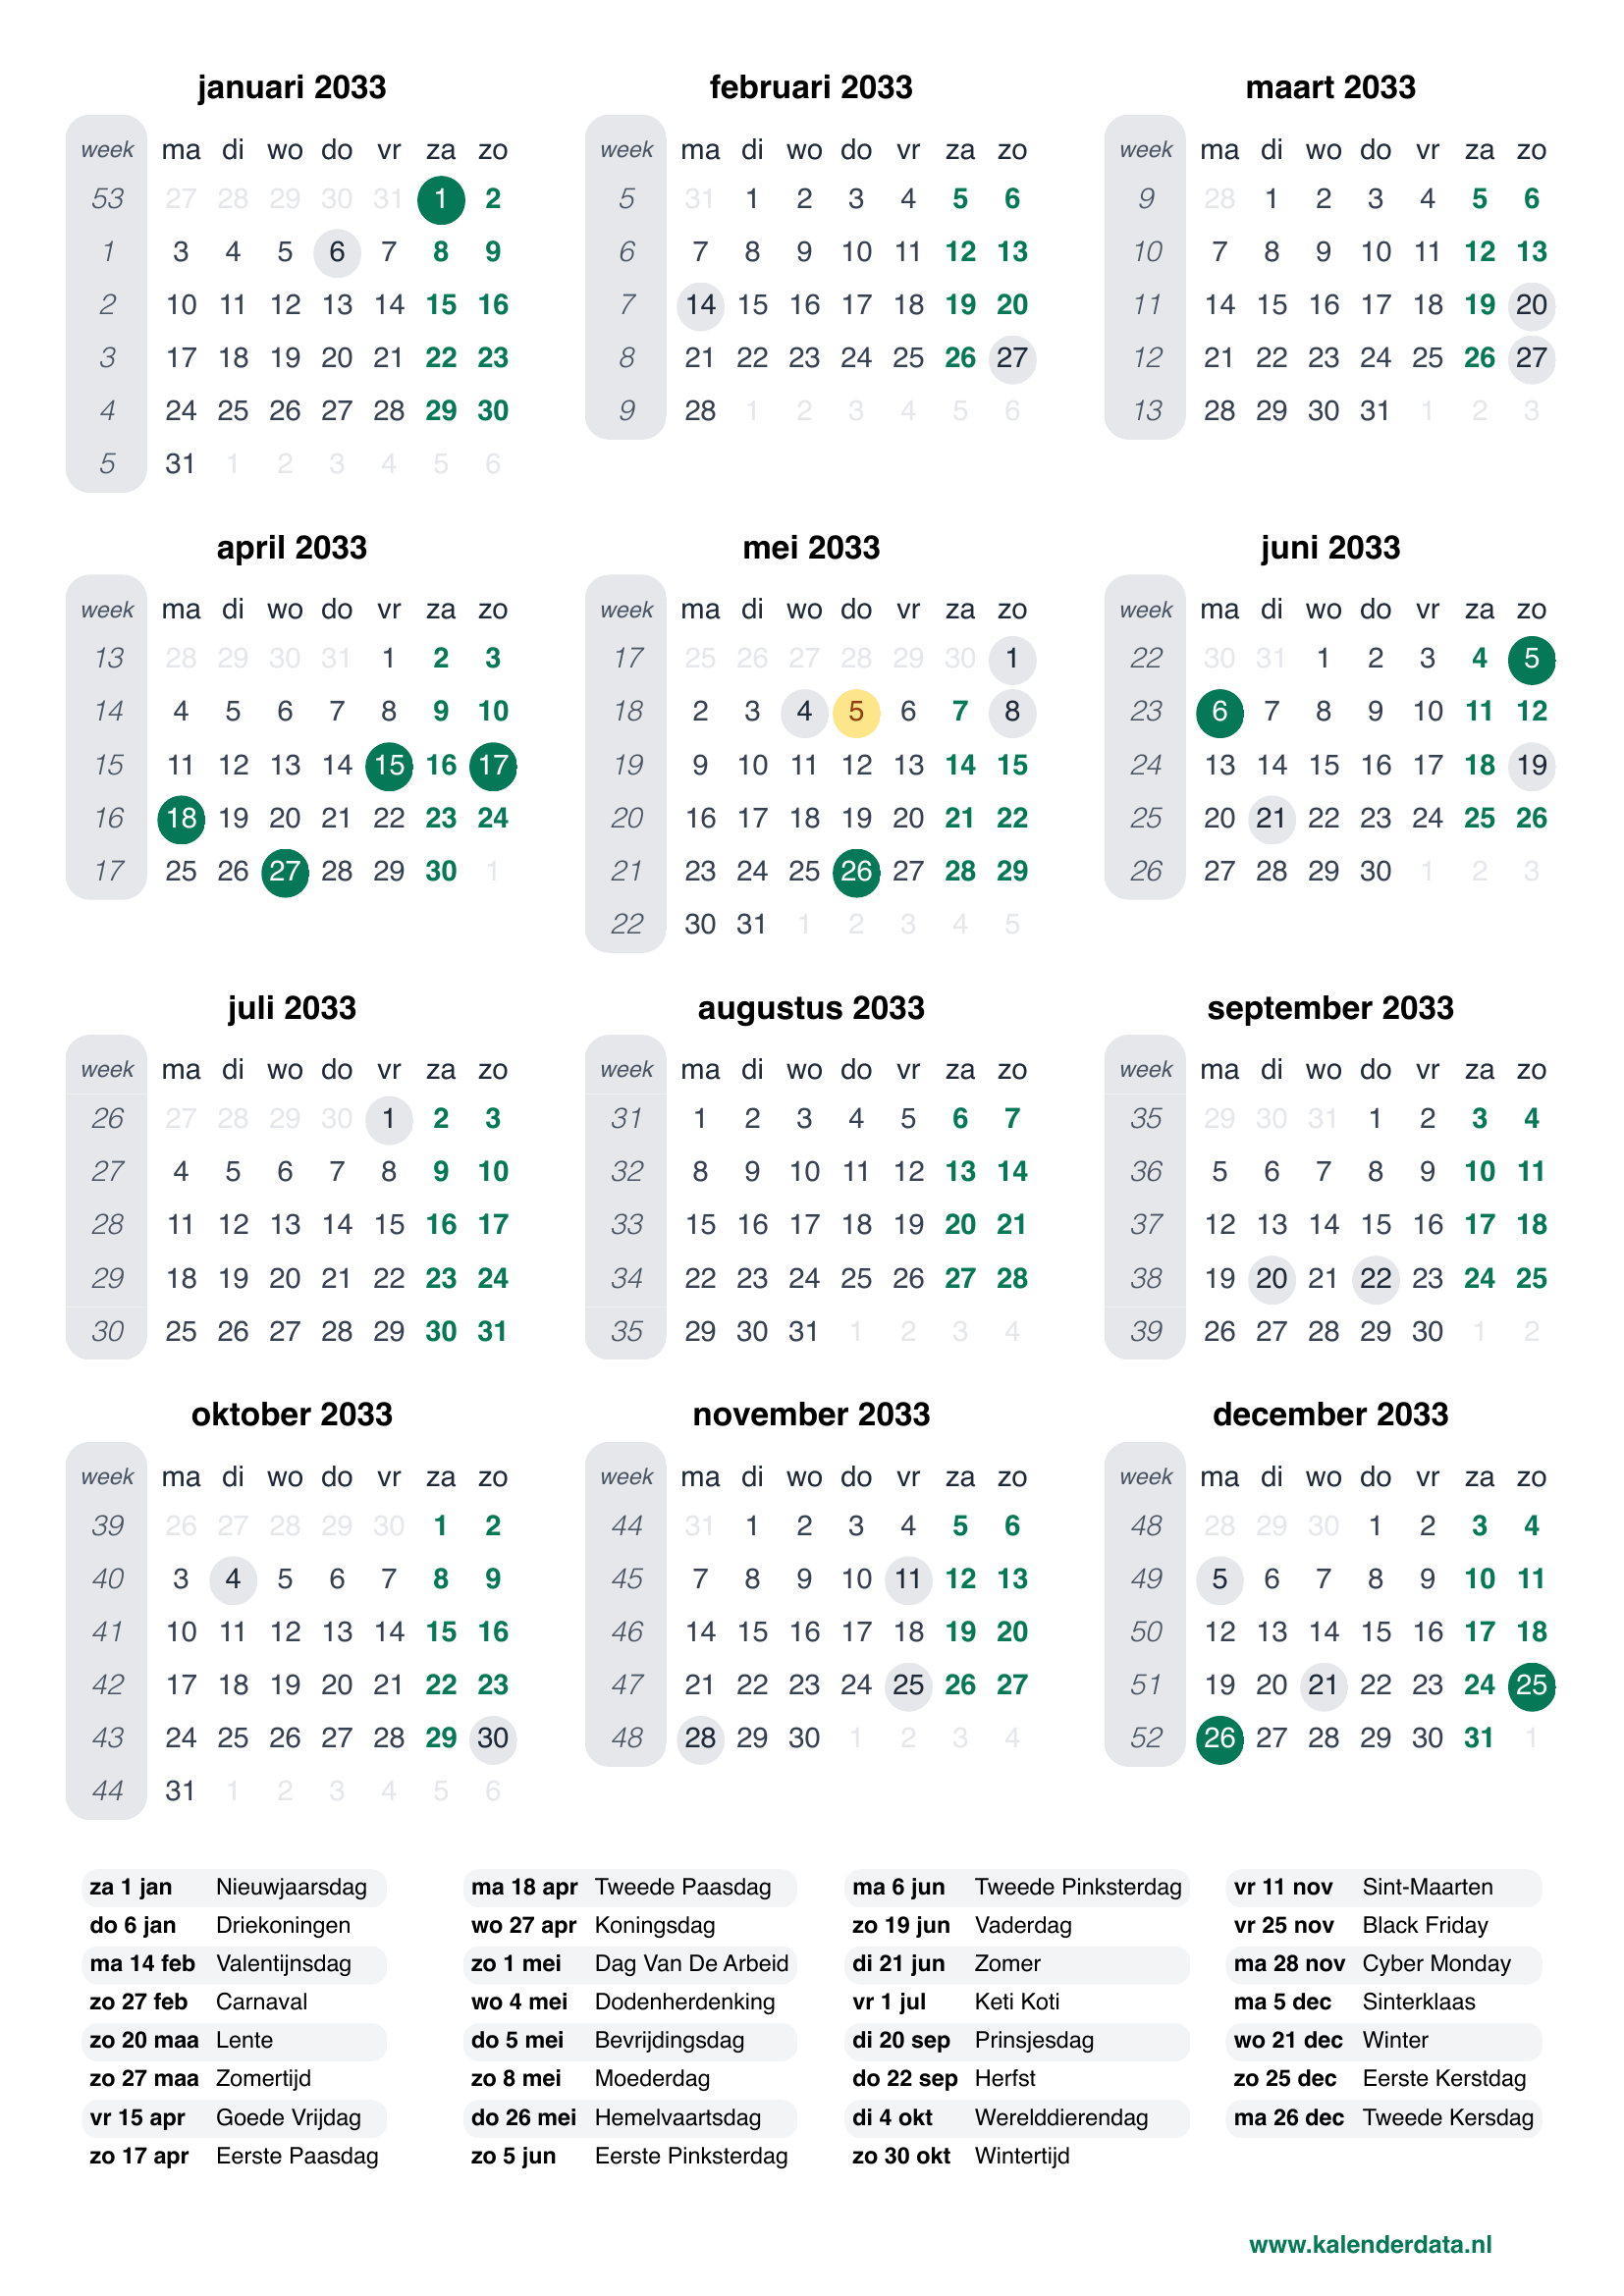 januari 2033
week ma di wo do vr za zo
53 27 28 29 30 31 1 2
1 3 4 5 6 7 8 9
2 10 11 12 13 14 15 16
3 17 18 19 20 21 22 23
4 24 25 26 27 28 29 30
5 31 1 2 3 4 5 6
februari 2033
week ma di wo do vr za zo
5 31 1 2 3 4 5 6
6 7 8 9 10 11 12 13
7 14 15 16 17 18 19 20
8 21 22 23 24 25 26 27
9 28 1 2 3 4 5 6
maart 2033
week ma di wo do vr za zo
9 28 1 2 3 4 5 6
10 7 8 9 10 11 12 13
11 14 15 16 17 18 19 20
12 21 22 23 24 25 26 27
13 28 29 30 31 1 2 3
april 2033
week ma di wo do vr za zo
13 28 29 30 31 1 2 3
14 4 5 6 7 8 9 10
15 11 12 13 14 15 16 17
16 18 19 20 21 22 23 24
17 25 26 27 28 29 30 1
mei 2033
week ma di wo do vr za zo
17 25 26 27 28 29 30 1
18 2 3 4 5 6 7 8
19 9 10 11 12 13 14 15
20 16 17 18 19 20 21 22
21 23 24 25 26 27 28 29
22 30 31 1 2 3 4 5
juni 2033
week ma di wo do vr za zo
22 30 31 1 2 3 4 5
23 6 7 8 9 10 11 12
24 13 14 15 16 17 18 19
25 20 21 22 23 24 25 26
26 27 28 29 30 1 2 3
juli 2033
week ma di wo do vr za zo
26 27 28 29 30 1 2 3
27 4 5 6 7 8 9 10
28 11 12 13 14 15 16 17
29 18 19 20 21 22 23 24
30 25 26 27 28 29 30 31
augustus 2033
week ma di wo do vr za zo
31 1 2 3 4 5 6 7
32 8 9 10 11 12 13 14
33 15 16 17 18 19 20 21
34 22 23 24 25 26 27 28
35 29 30 31 1 2 3 4
september 2033
week ma di wo do vr za zo
35 29 30 31 1 2 3 4
36 5 6 7 8 9 10 11
37 12 13 14 15 16 17 18
38 19 20 21 22 23 24 25
39 26 27 28 29 30 1 2
oktober 2033
week ma di wo do vr za zo
39 26 27 28 29 30 1 2
40 3 4 5 6 7 8 9
41 10 11 12 13 14 15 16
42 17 18 19 20 21 22 23
43 24 25 26 27 28 29 30
44 31 1 2 3 4 5 6
november 2033
week ma di wo do vr za zo
44 31 1 2 3 4 5 6
45 7 8 9 10 11 12 13
46 14 15 16 17 18 19 20
47 21 22 23 24 25 26 27
48 28 29 30 1 2 3 4
december 2033
week ma di wo do vr za zo
48 28 29 30 1 2 3 4
49 5 6 7 8 9 10 11
50 12 13 14 15 16 17 18
51 19 20 21 22 23 24 25
52 26 27 28 29 30 31 1
za 1 jan Nieuwjaarsdag
do 6 jan Driekoningen
ma 14 feb Valentijnsdag
zo 27 feb Carnaval
zo 20 maa Lente
zo 27 maa Zomertijd
vr 15 apr Goede Vrijdag
zo 17 apr Eerste Paasdag
ma 18 apr Tweede Paasdag
wo 27 apr Koningsdag
zo 1 mei Dag Van De Arbeid
wo 4 mei Dodenherdenking
do 5 mei Bevrijdingsdag
zo 8 mei Moederdag
do 26 mei Hemelvaartsdag
zo 5 jun Eerste Pinksterdag
ma 6 jun Tweede Pinksterdag
zo 19 jun Vaderdag
di 21 jun Zomer
vr 1 jul Keti Koti
di 20 sep Prinsjesdag
do 22 sep Herfst
di 4 okt Werelddierendag
zo 30 okt Wintertijd
vr 11 nov Sint-Maarten
vr 25 nov Black Friday
ma 28 nov Cyber Monday
ma 5 dec Sinterklaas
wo 21 dec Winter
zo 25 dec Eerste Kerstdag
ma 26 dec Tweede Kersdag
www.kalenderdata.nl